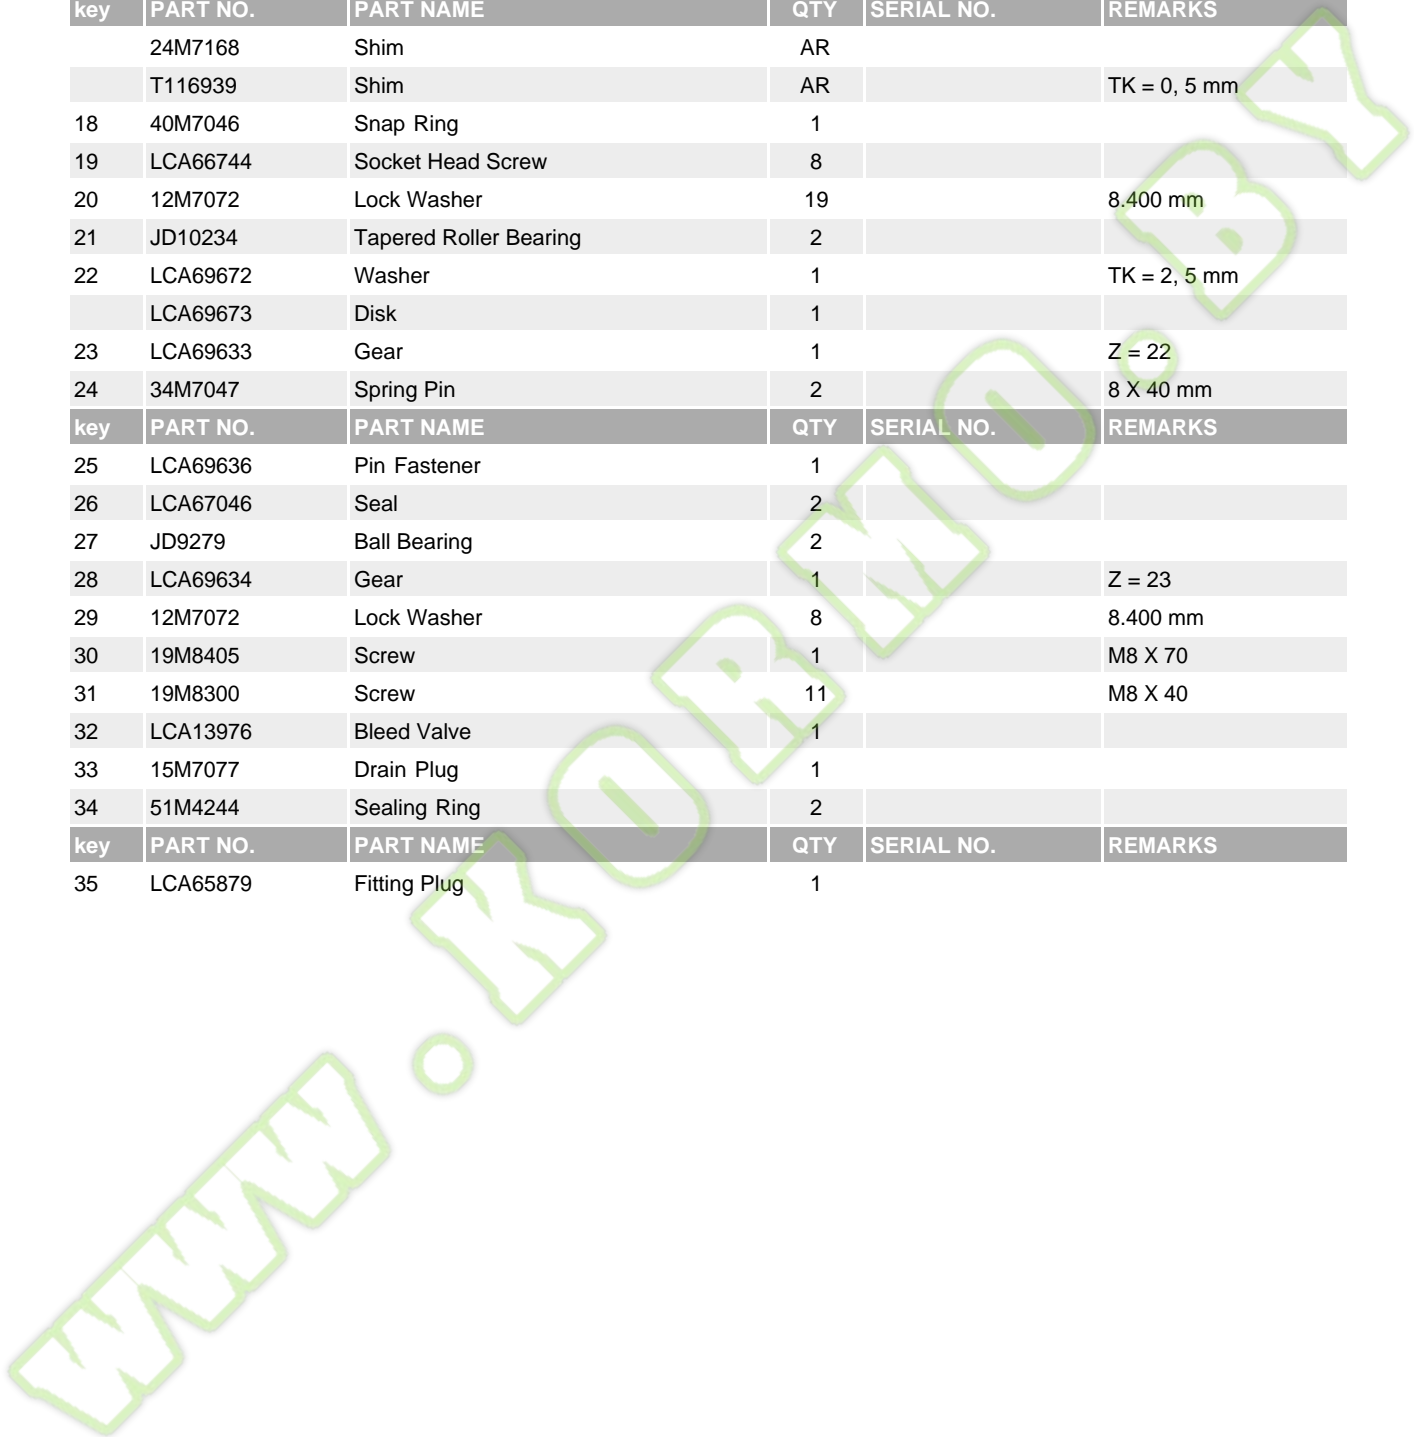 key PART NO. PART NAME QTY SERIAL NO. REMARKS
24M7168 Shim AR
T116939 Shim AR TK = 0, 5 mm
18 40M7046 Snap Ring 1
19 LCA66744 Socket Head Screw 8
20 12M7072 Lock Washer 19 8.400 mm
21 JD10234 Tapered Roller Bearing 2
22 LCA69672 Washer 1 TK = 2, 5 mm
LCA69673 Disk 1
23 LCA69633 Gear 1 Z = 22
24 34M7047 Spring Pin 2 8 X 40 mm
key PART NO. PART NAME QTY SERIAL NO. REMARKS
25 LCA69636 Pin Fastener 1
26 LCA67046 Seal 2
27 JD9279 Ball Bearing 2
28 LCA69634 Gear 1 Z = 23
29 12M7072 Lock Washer 8 8.400 mm
30 19M8405 Screw 1 M8 X 70
31 19M8300 Screw 11 M8 X 40
32 LCA13976 Bleed Valve 1
33 15M7077 Drain Plug 1
34 51M4244 Sealing Ring 2
key PART NO. PART NAME QTY SERIAL NO. REMARKS
35 LCA65879 Fitting Plug 1
WWW.KORMO.BY